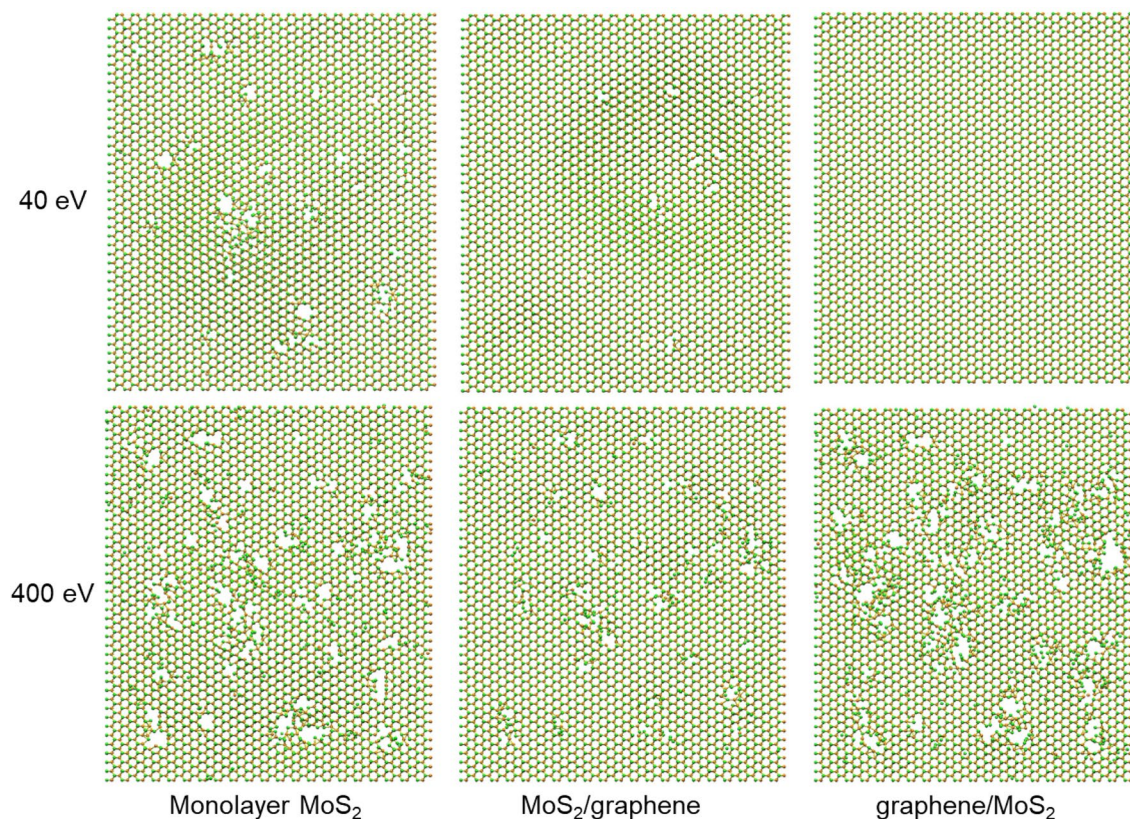 40 eV
400 eV
Monolayer MoS₂
MoS₂/graphene
graphene/MoS₂